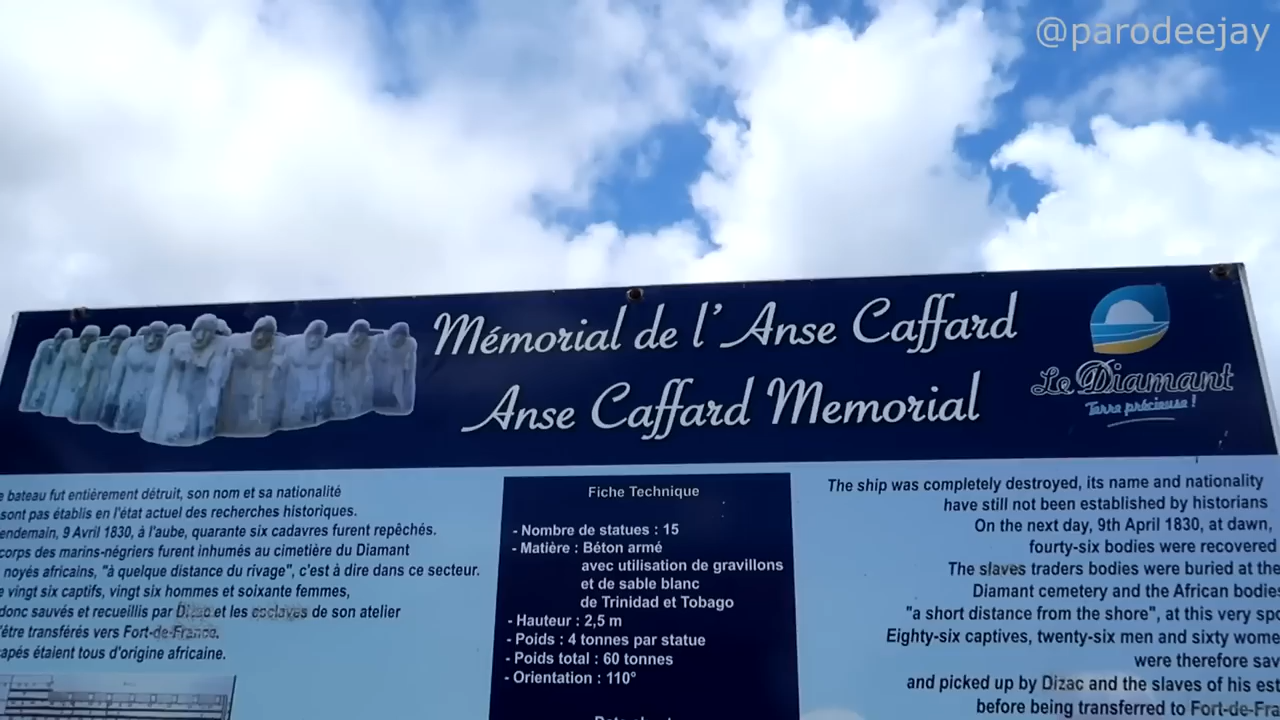 @parodeejay
Mémorial de l'Anse Caffard
Anse Caffard Memorial
Le Diamant
Terre précieuse !
bateau fut entièrement détruit, son nom et sa nationalité
sont pas établis en l'état actuel des recherches historiques.
endemain, 9 Avril 1830, à l'aube, quarante six cadavres furent repêchés.
corps des marins-négriers furent inhumés au cimetière du Diamant
noyés africains, "à quelque distance du rivage", c'est à dire dans ce secteur.
vingt six captifs, vingt six hommes et soixante femmes,
donc sauvés et recueillis par Dizac et les esclaves de son atelier
'être transférés vers Fort-de-France.
apés étaient tous d'origine africaine.
Fiche Technique
- Nombre de statues : 15
- Matière : Béton armé
avec utilisation de gravillons
et de sable blanc
de Trinidad et Tobago
- Hauteur : 2,5 m
- Poids : 4 tonnes par statue
- Poids total : 60 tonnes
- Orientation : 110°
The ship was completely destroyed, its name and nationality
have still not been established by historians
On the next day, 9th April 1830, at dawn,
fourty-six bodies were recovered
The slaves traders bodies were buried at the
Diamant cemetery and the African bodies
"a short distance from the shore", at this very spo
Eighty-six captives, twenty-six men and sixty wome
were therefore sav
and picked up by Dizac and the slaves of his est
before being transferred to Fort-de-Fra